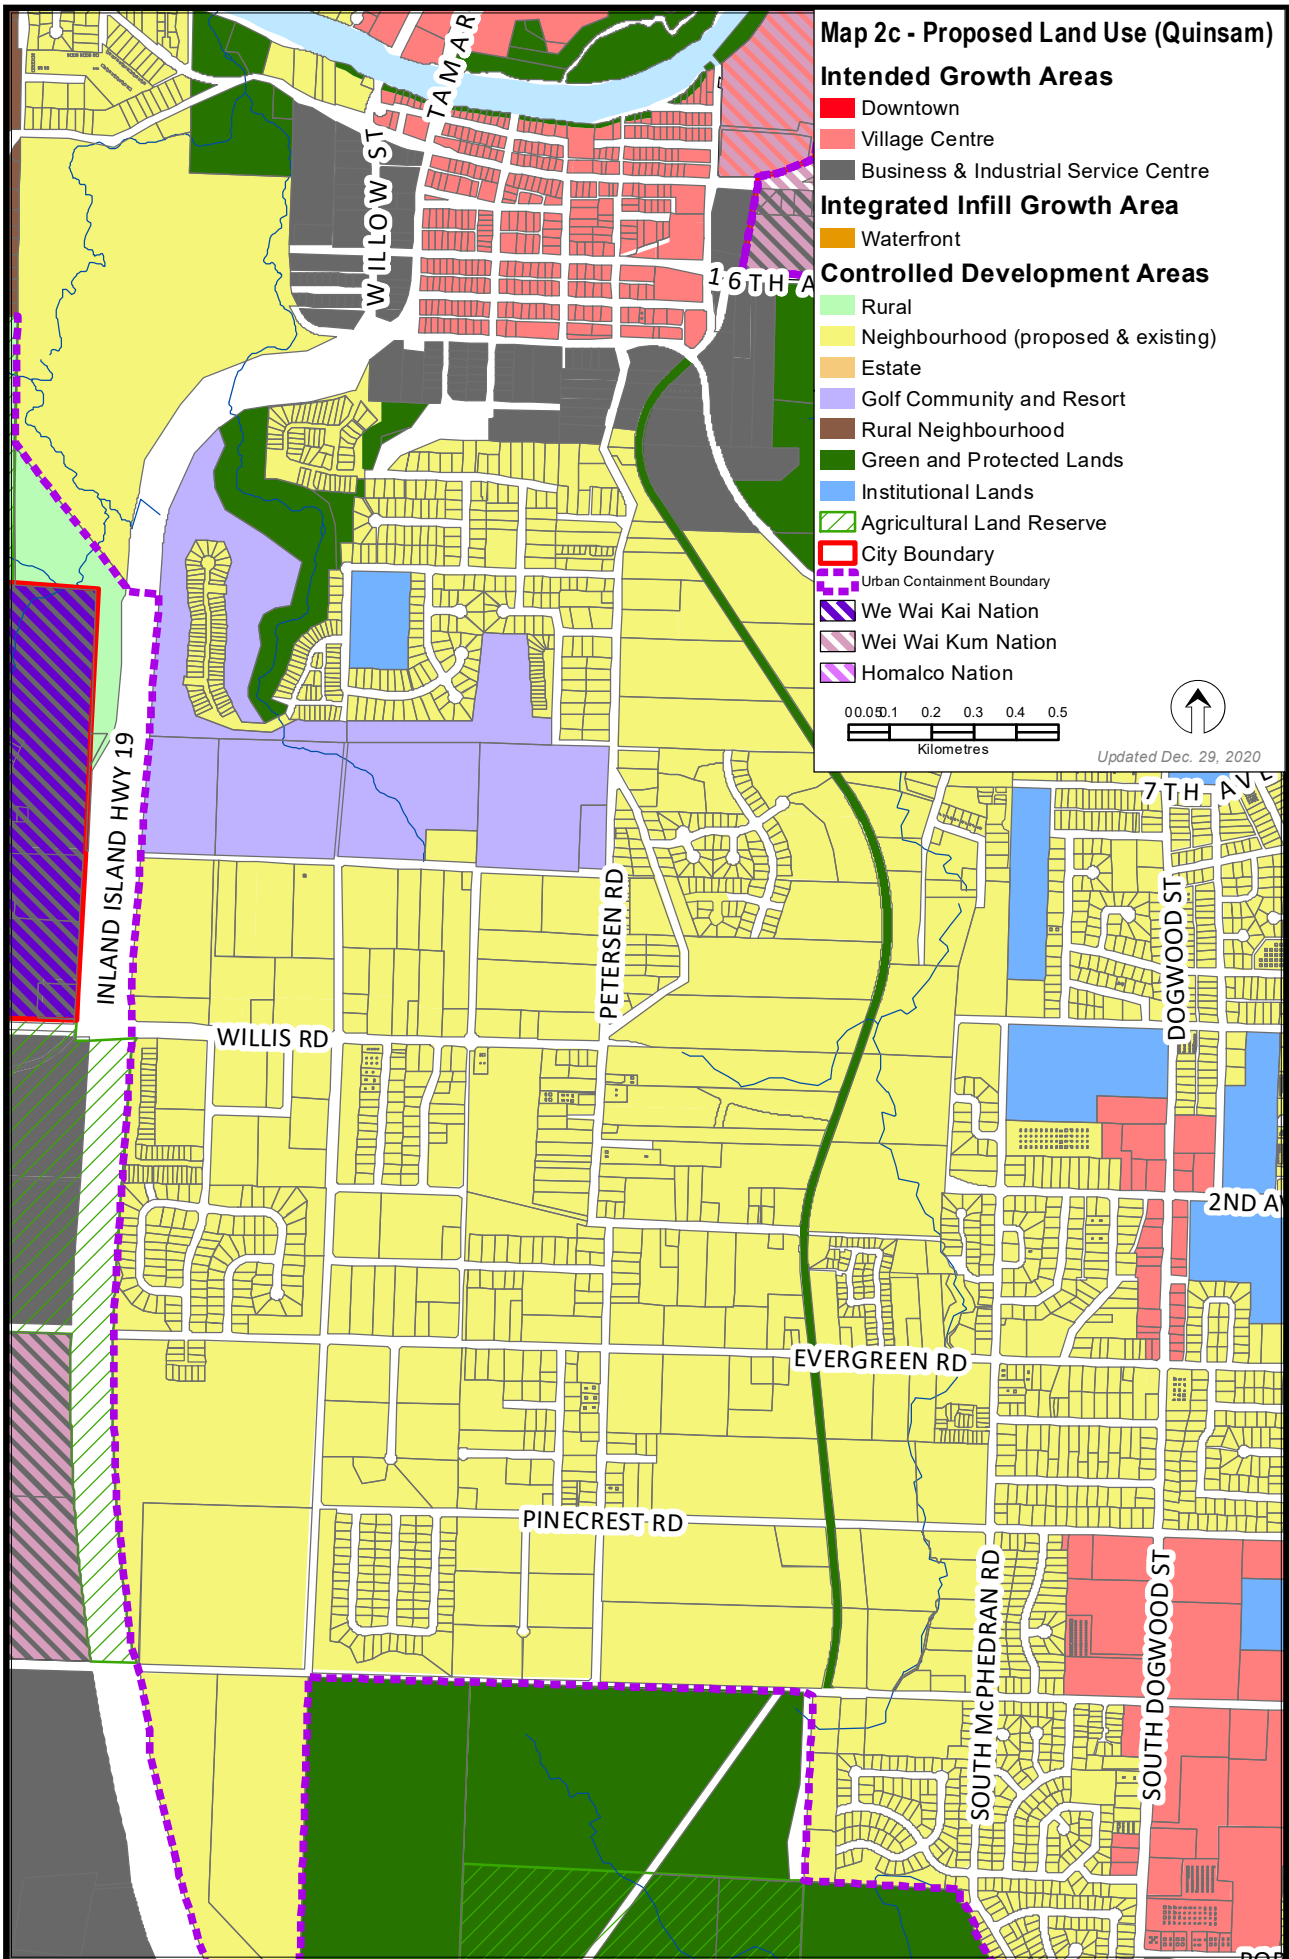 Map 2c - Proposed Land Use (Quinsam)
Intended Growth Areas
Downtown
Village Centre
Business & Industrial Service Centre
Integrated Infill Growth Area
Waterfront
Controlled Development Areas
Rural
Neighbourhood (proposed & existing)
Estate
Golf Community and Resort
Rural Neighbourhood
Green and Protected Lands
Institutional Lands
Agricultural Land Reserve
City Boundary
Urban Containment Boundary
We Wai Kai Nation
Wei Wai Kum Nation
Homalco Nation
0 0.05 0.1 0.2 0.3 0.4 0.5
Kilometres
Updated Dec. 29, 2020
TAMAR
WILLOW ST
16TH A
7TH AVE
INLAND ISLAND HWY 19
PETERSEN RD
DOGWOOD ST
WILLIS RD
2ND AV
EVERGREEN RD
PINECREST RD
SOUTH McPHEDRAN RD
SOUTH DOGWOOD ST